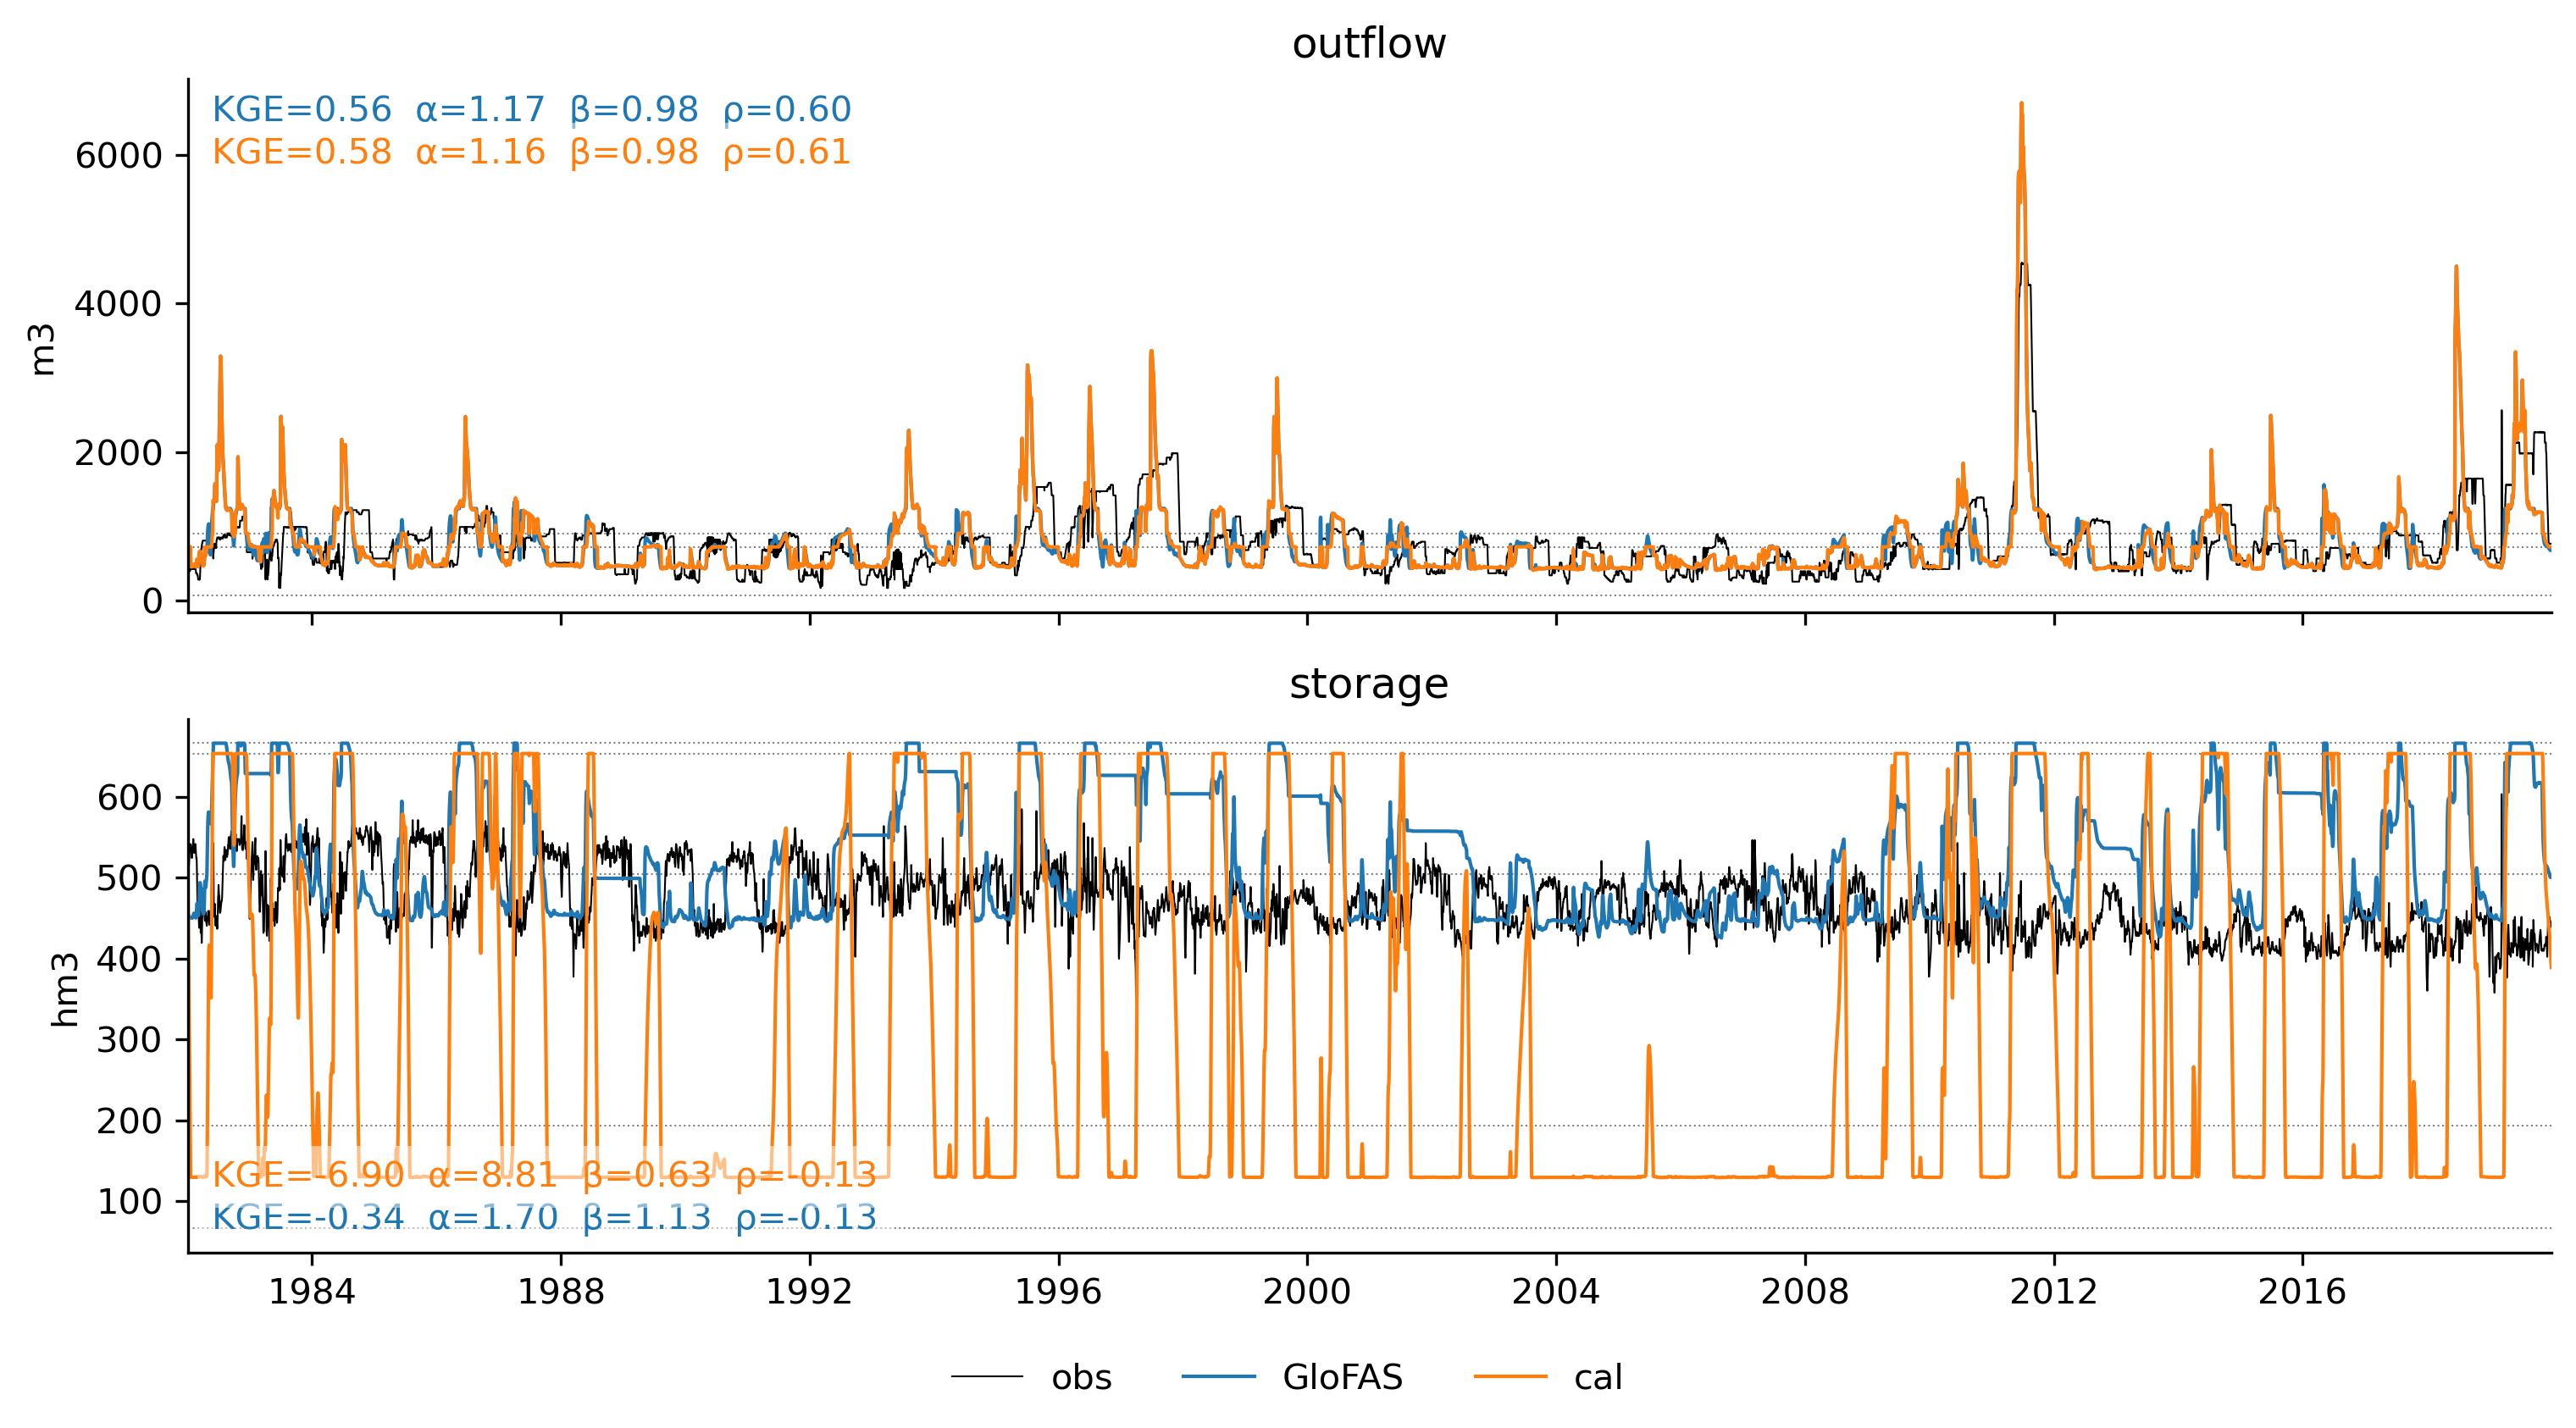 outflow
KGE=0.56 α=1.17 β=0.98 ρ=0.60
KGE=0.58 α=1.16 β=0.98 ρ=0.61
6000
4000
2000
0
m3
storage
600
500
400
300
200
100
hm3
KGE=-6.90 α=8.81 β=0.63 ρ=-0.13
KGE=-0.34 α=1.70 β=1.13 ρ=-0.13
1984 1988 1992 1996 2000 2004 2008 2012 2016
obs GloFAS cal